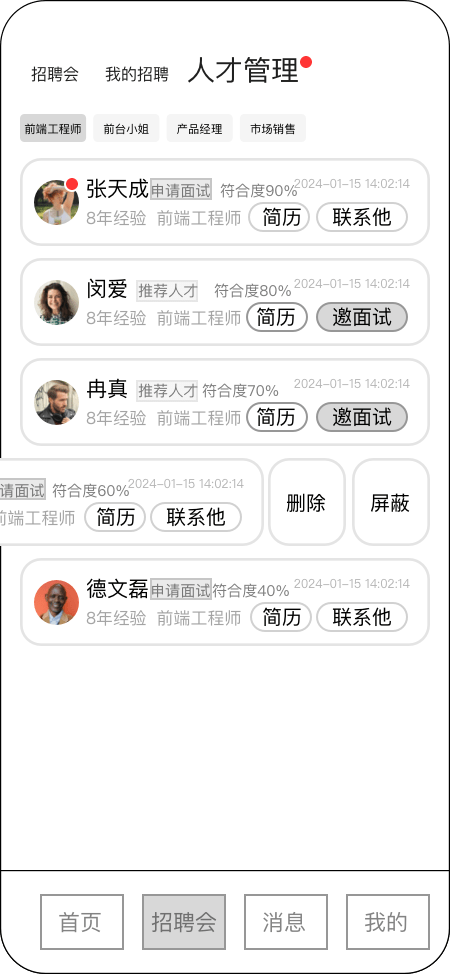 招聘会 我的招聘 人才管理
前端工程师 前台小姐 产品经理 市场销售
张天成 申请面试 符合度90% 2024-01-15 14:02:14
8年经验 前端工程师 简历 联系他
闵爱 推荐人才 符合度80% 2024-01-15 14:02:14
8年经验 前端工程师 简历 邀面试
冉真 推荐人才 符合度70% 2024-01-15 14:02:14
8年经验 前端工程师 简历 邀面试
请面试 符合度60% 2024-01-15 14:02:14
前端工程师 简历 联系他 删除 屏蔽
德文磊 申请面试 符合度40% 2024-01-15 14:02:14
8年经验 前端工程师 简历 联系他
首页 招聘会 消息 我的